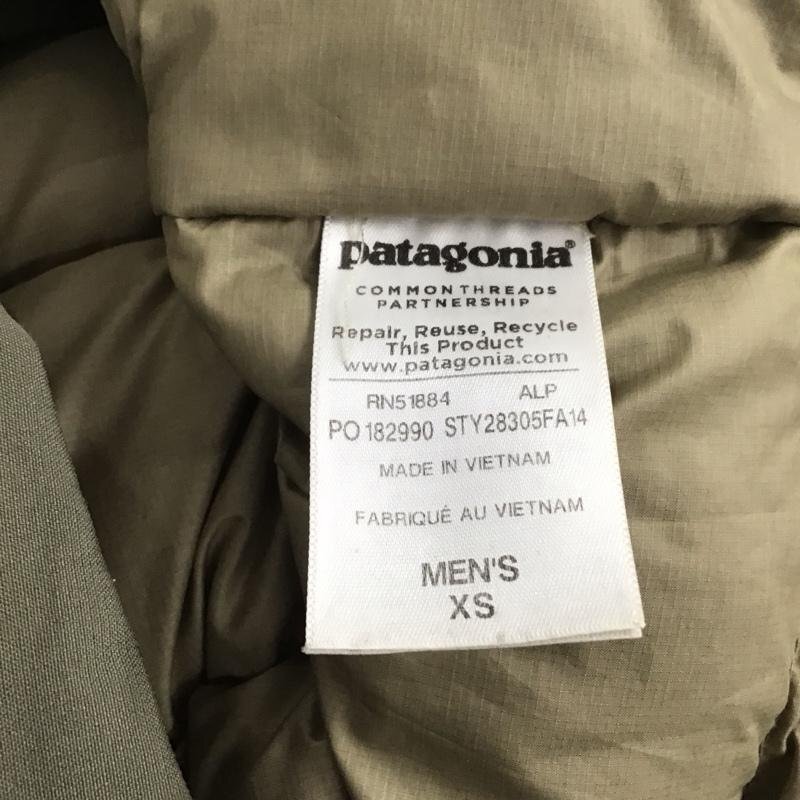 patagonia®
COMMON THREADS
PARTNERSHIP
Repair, Reuse, Recycle
This Product
www.patagonia.com
RN51884 ALP
PO 182990 STY28305FA14
MADE IN VIETNAM
FABRIQUÉ AU VIETNAM
MEN'S
XS